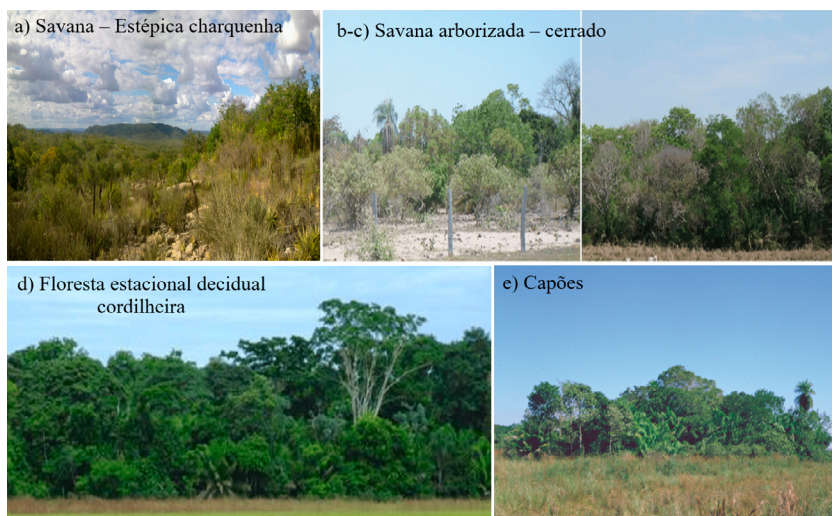 a) Savana – Estépica charquenha
b-c) Savana arborizada – cerrado
d) Floresta estacional decidual
cordilheira
e) Capões